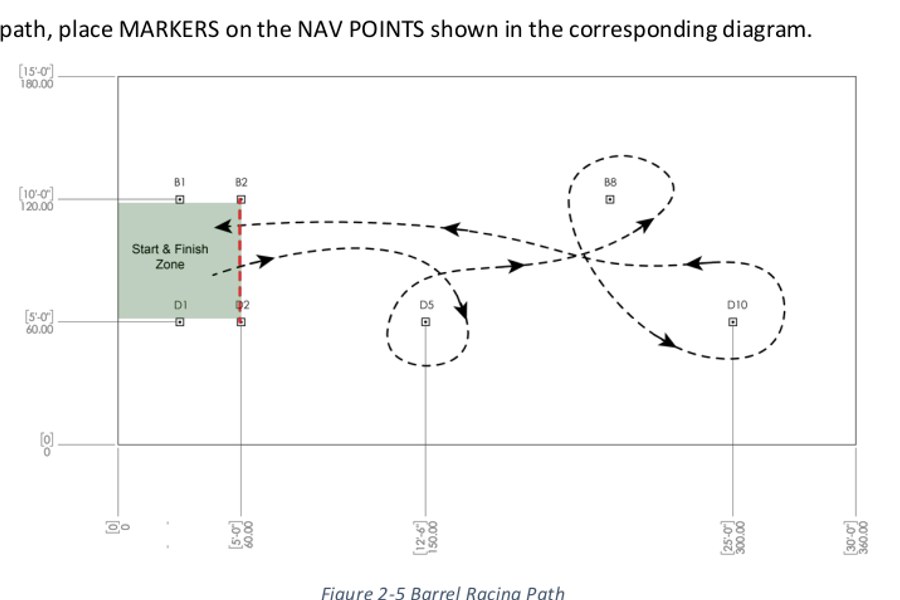 path, place MARKERS on the NAV POINTS shown in the corresponding diagram.
[15'-0"]
180.00
B1
B2
B8
[10'-0"]
120.00
Start & Finish
Zone
D1
D2
D5
D10
[5'-0"]
60.00
[0]
0
[0]
0
[5'-0"]
60.00
[12'-6"]
150.00
[25'-0"]
300.00
[30'-0"]
360.00
Figure 2-5 Barrel Racing Path